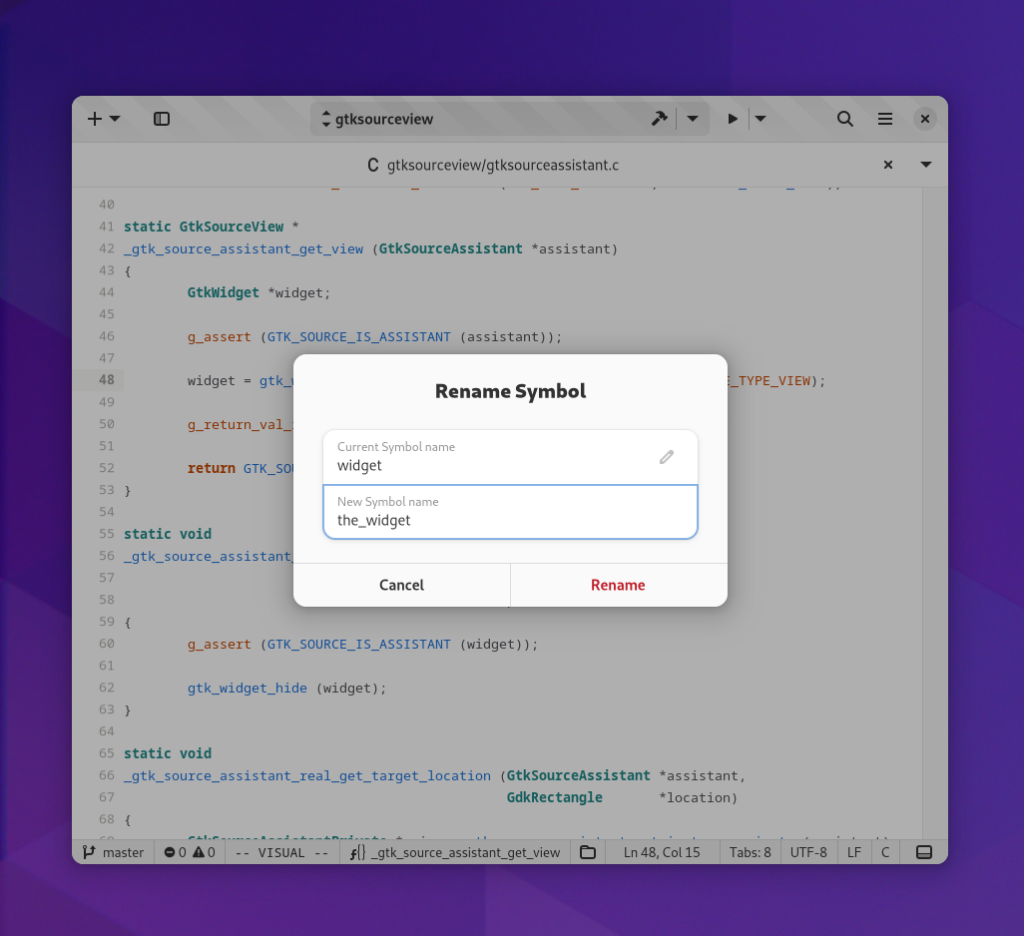 gtksourceview
C gtksourceview/gtksourceassistant.c
40
41 static GtkSourceView *
42 _gtk_source_assistant_get_view (GtkSourceAssistant *assistant)
43 {
44 GtkWidget *widget;
45
46 g_assert (GTK_SOURCE_IS_ASSISTANT (assistant));
47
48 widget = gtk_ E_TYPE_VIEW);
49
50 g_return_val_
51
52 return GTK_SOU
53 }
54
55 static void
56 _gtk_source_assistant_
57
58
59 {
60 g_assert (GTK_SOURCE_IS_ASSISTANT (widget));
61
62 gtk_widget_hide (widget);
63 }
64
65 static void
66 _gtk_source_assistant_real_get_target_location (GtkSourceAssistant *assistant,
67 GdkRectangle *location)
68 {
Rename Symbol
Current Symbol name
widget
New Symbol name
the_widget
Cancel Rename
master 0 0 -- VISUAL -- ƒ{} _gtk_source_assistant_get_view Ln 48, Col 15 Tabs: 8 UTF-8 LF C